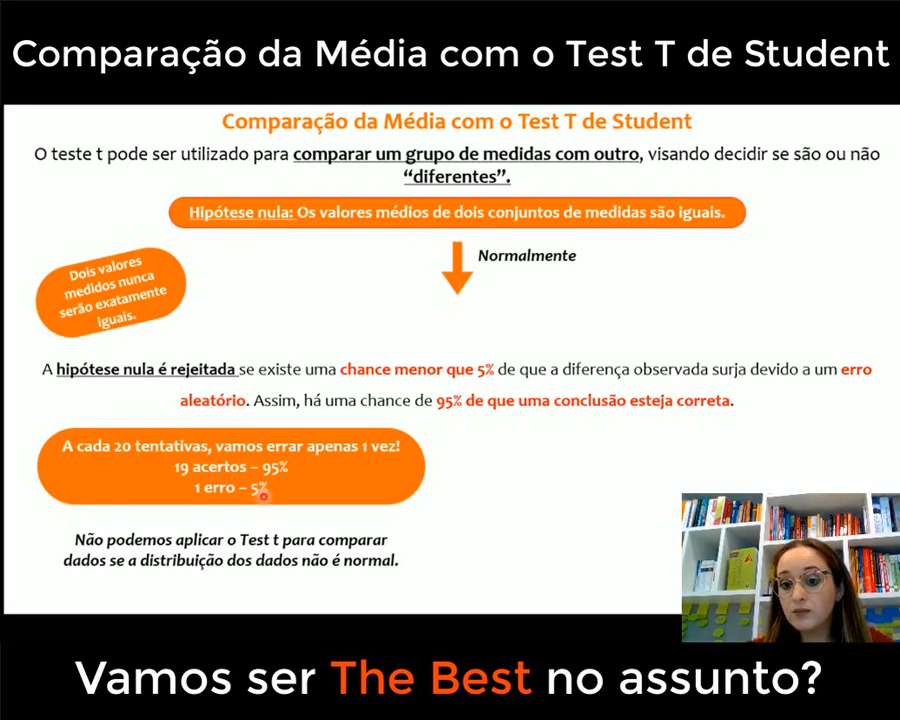 Comparação da Média com o Test T de Student
Comparação da Média com o Test T de Student
O teste t pode ser utilizado para comparar um grupo de medidas com outro, visando decidir se são ou não
“diferentes”.
Hipótese nula: Os valores médios de dois conjuntos de medidas são iguais.
Normalmente
Dois valores
medidos nunca
serão exatamente
iguais.
A hipótese nula é rejeitada se existe uma chance menor que 5% de que a diferença observada surja devido a um erro
aleatório. Assim, há uma chance de 95% de que uma conclusão esteja correta.
A cada 20 tentativas, vamos errar apenas 1 vez!
19 acertos – 95%
1 erro – 5%
Não podemos aplicar o Test t para comparar
dados se a distribuição dos dados não é normal.
Vamos ser The Best no assunto?